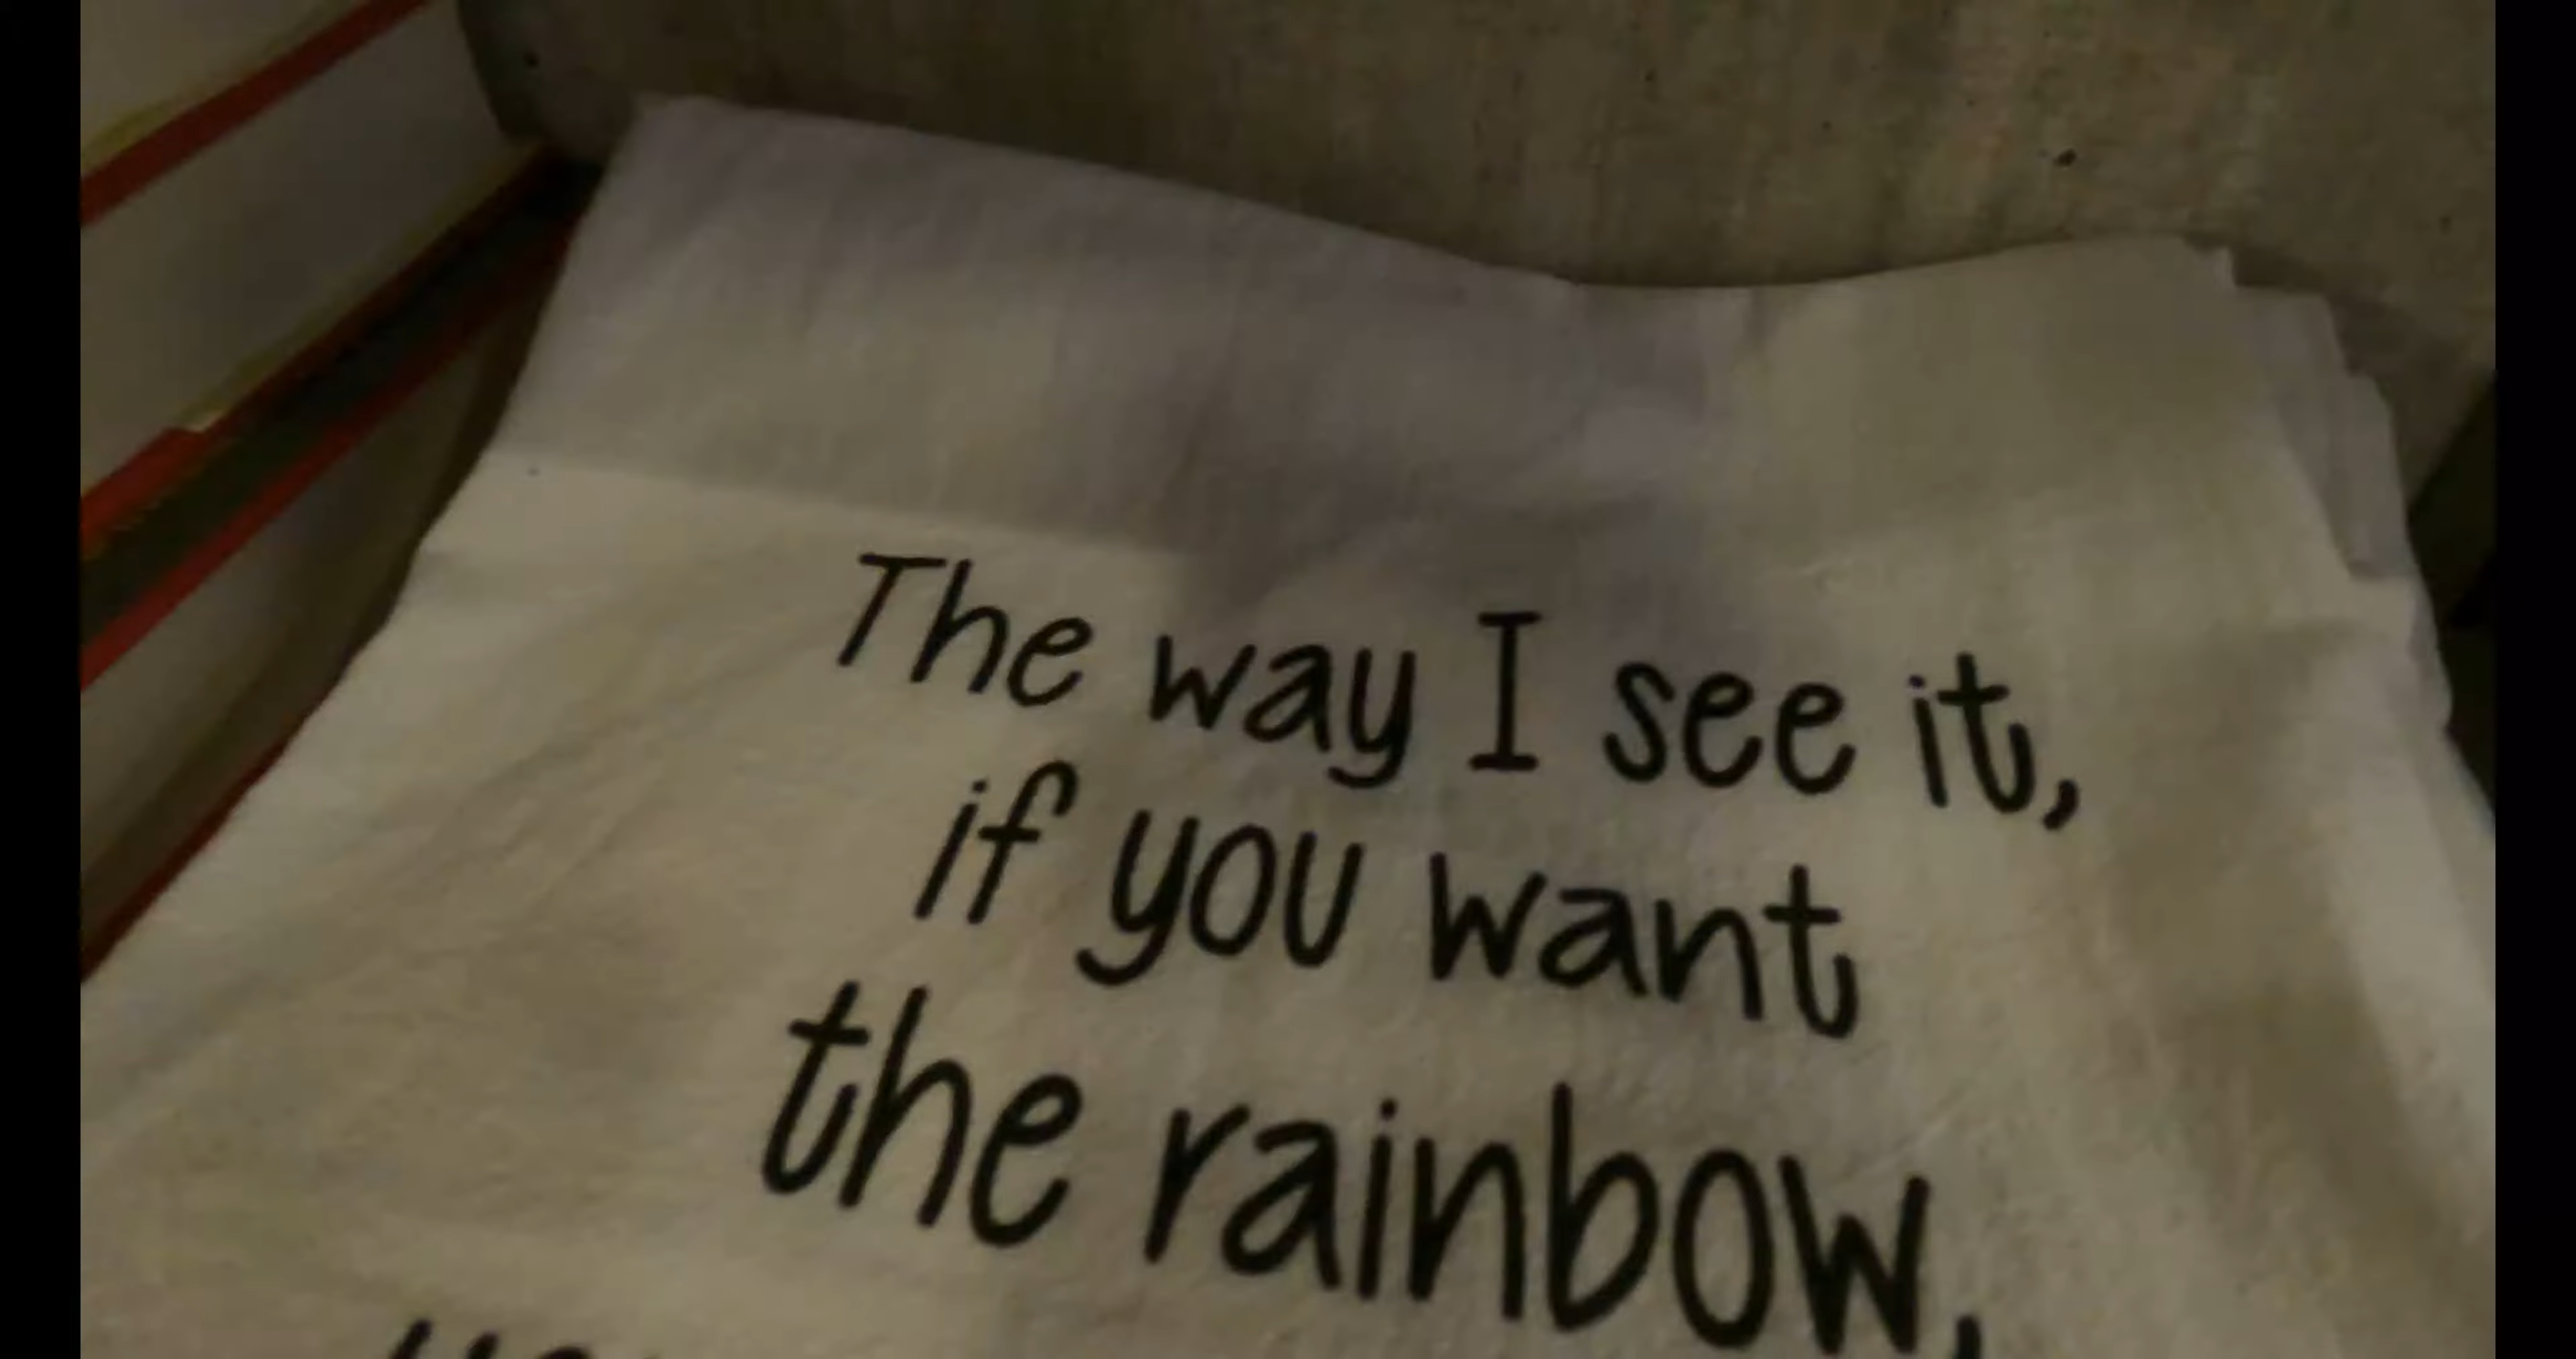 The way I see it,
if you want
the rainbow,